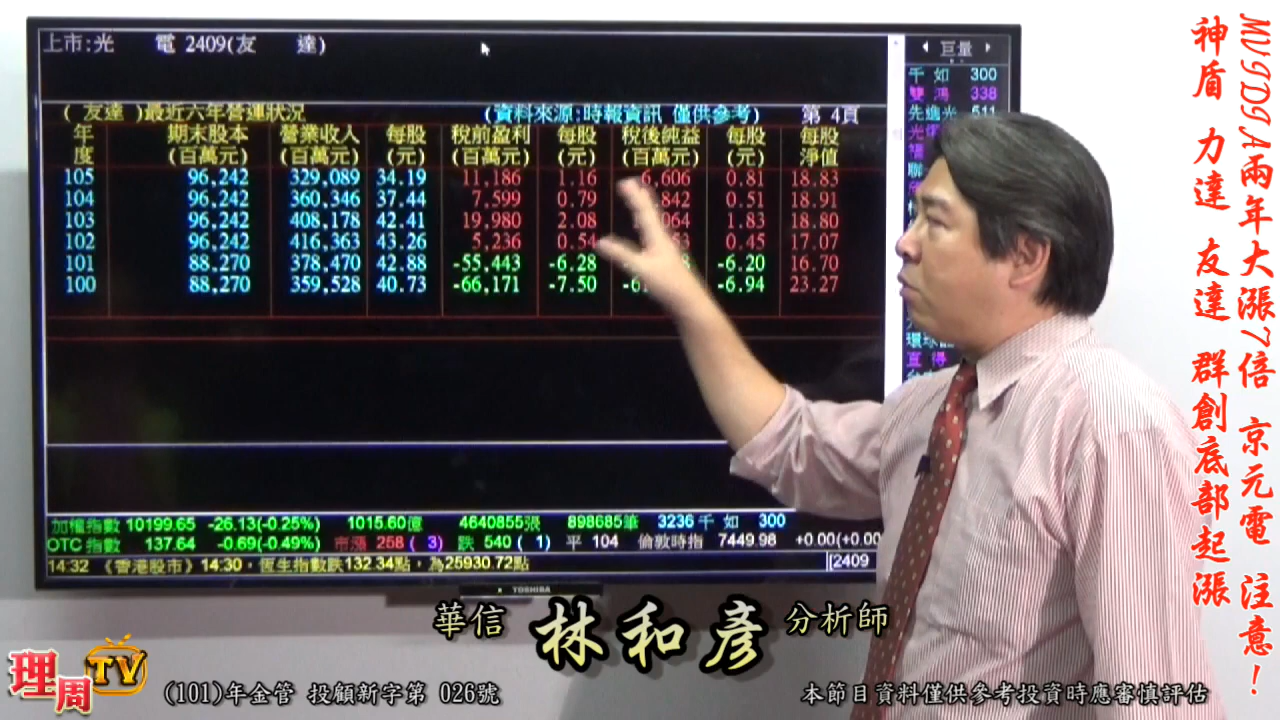 上市:光 電 2409(友 達)
巨量
千如 300
雙鴻 338
先進光 511
( 友達 )最近六年營運狀況 (資料來源:時報資訊 僅供參考) 第 4頁
年度 期末股本(百萬元) 營業收入(百萬元) 每股(元) 稅前盈利(百萬元) 每股(元) 稅後純益(百萬元) 每股(元) 每股淨值
105 96,242 329,089 34.19 11,186 1.16 6,606 0.81 18.83
104 96,242 360,346 37.44 7,599 0.79 0.51 18.91
103 96,242 408,178 42.41 19,980 2.08 1.83 18.80
102 96,242 416,363 43.26 5,236 0.54 0.45 17.07
101 88,270 378,470 42.88 -55,443 -6.28 -6.20 16.70
100 88,270 359,528 40.73 -66,171 -7.50 -6.94 23.27
加權指數 10199.65 -26.13(-0.25%) 1015.60億 4640855張 898685筆 3236千 如 300
OTC指數 137.64 -0.69(-0.49%) 市漲 258 ( 3) 跌 540 ( 1) 平 104 倫敦時指 7449.98 +0.00(+0.00
14:32 《香港股市》14:30,恆生指數跌132.34點,為25930.72點 [2409
TOSHIBA
MVIDIA兩年大漲7倍 京元電 注意!
神盾 力達 友達 群創底部起漲
華信 林和彥 分析師
理周TV
(101)年金管 投顧新字第 026號
本節目資料僅供參考投資時應審慎評估